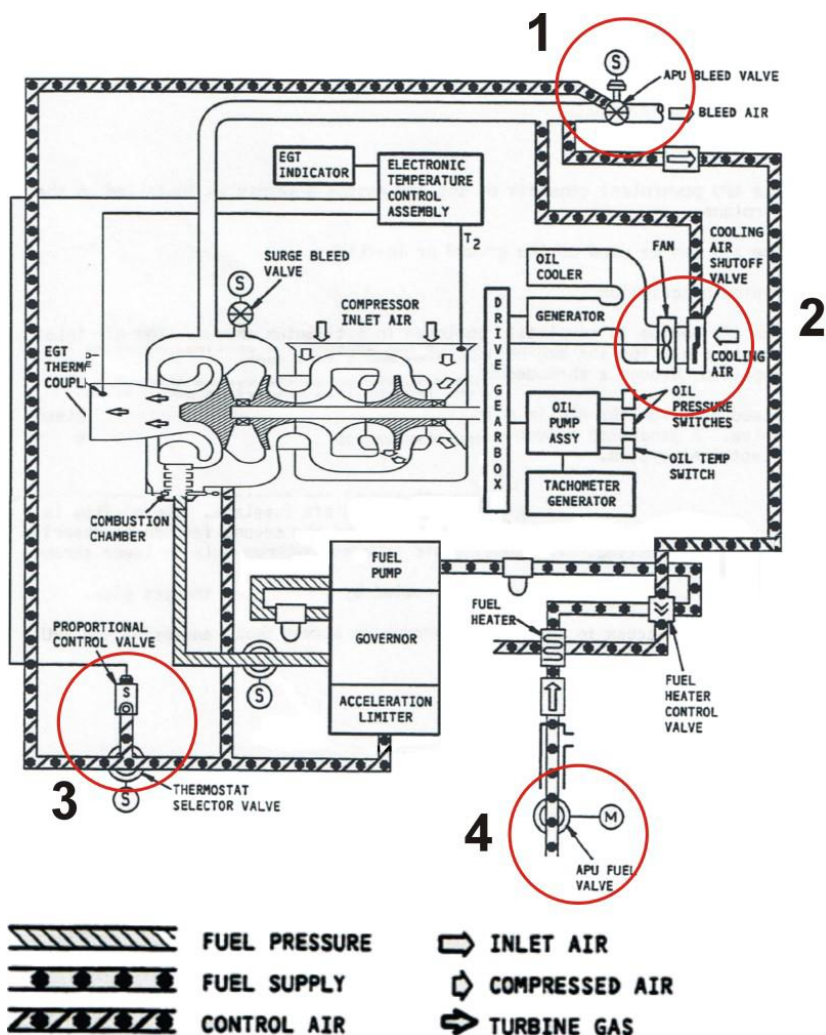 1
S
APU BLEED VALVE
BLEED AIR
EGT
INDICATOR
ELECTRONIC
TEMPERATURE
CONTROL
ASSEMBLY
T2
SURGE BLEED
VALVE
S
COMPRESSOR
INLET AIR
OIL
COOLER
FAN
COOLING
AIR
SHUTOFF
VALVE
2
GENERATOR
COOLING
AIR
DRIVE GEARBOX
EGT
THERM
COUPL
OIL
PUMP
ASSY
OIL
PRESSURE
SWITCHES
OIL TEMP
SWITCH
TACHOMETER
GENERATOR
COMBUSTION
CHAMBER
FUEL
PUMP
GOVERNOR
ACCELERATION
LIMITER
S
PROPORTIONAL
CONTROL VALVE
S
3
THERMOSTAT
SELECTOR VALVE
S
FUEL
HEATER
FUEL
HEATER
CONTROL
VALVE
4
M
APU FUEL
VALVE
FUEL PRESSURE
FUEL SUPPLY
CONTROL AIR
INLET AIR
COMPRESSED AIR
TURBINE GAS